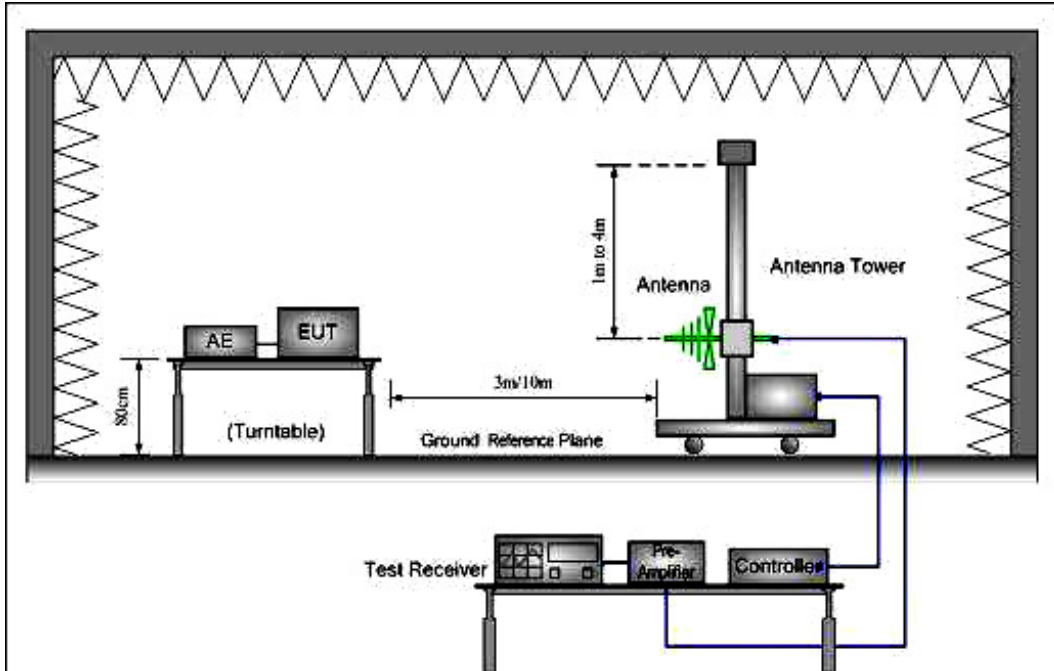 1m to 4m
Antenna Tower
Antenna
EUT
AE
3m/10m
80cm
(Turntable)
Ground Reference Plane
Test Receiver
Pre-
Amplifier
Controller